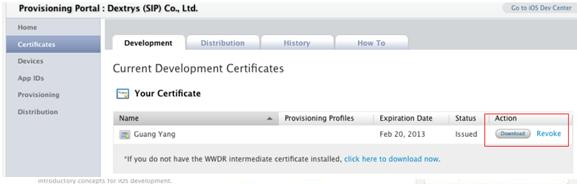 Provisioning Portal : Dextrys (SIP) Co., Ltd.
Go to iOS Dev Center
Home
Certificates
Devices
App IDs
Provisioning
Distribution
Development
Distribution
History
How To
Current Development Certificates
Your Certificate
Name
Provisioning Profiles
Expiration Date
Status
Action
Guang Yang
Feb 20, 2013
Issued
Download
Revoke
*If you do not have the WWDR intermediate certificate installed, click here to download now.
introductory concepts for iOS development.